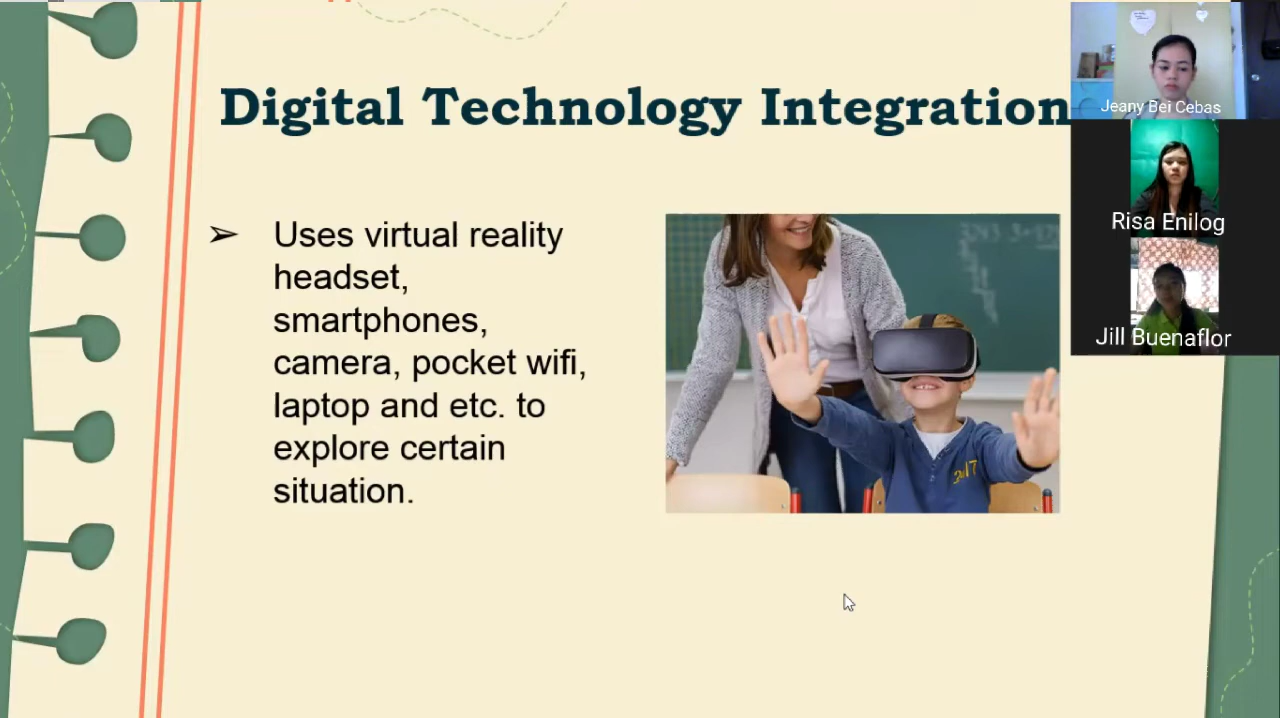 Digital Technology Integration
➢ Uses virtual reality
headset,
smartphones,
camera, pocket wifi,
laptop and etc. to
explore certain
situation.
2017
Jeany Bei Cebas
Risa Enilog
Jill Buenaflor